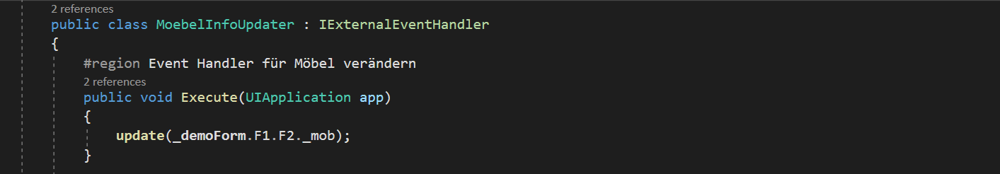 2 references
public class MoebelInfoUpdater : IExternalEventHandler
{
#region Event Handler für Möbel verändern
2 references
public void Execute(UIApplication app)
{
update(_demoForm.F1.F2._mob);
}